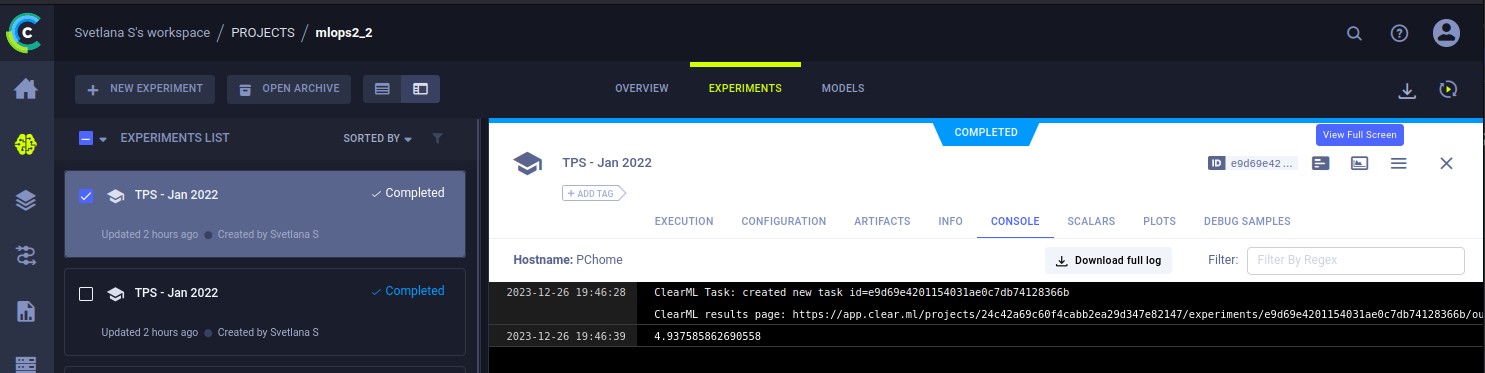 Svetlana S's workspace / PROJECTS / mlops2_2
NEW EXPERIMENT
OPEN ARCHIVE
OVERVIEW
EXPERIMENTS
MODELS
EXPERIMENTS LIST
SORTED BY
TPS - Jan 2022
Completed
Updated 2 hours ago
Created by Svetlana S
TPS - Jan 2022
Completed
Updated 2 hours ago
Created by Svetlana S
COMPLETED
View Full Screen
TPS - Jan 2022
ID e9d69e42...
+ ADD TAG
EXECUTION
CONFIGURATION
ARTIFACTS
INFO
CONSOLE
SCALARS
PLOTS
DEBUG SAMPLES
Hostname: PChome
Download full log
Filter:
Filter By Regex
2023-12-26 19:46:28 ClearML Task: created new task id=e9d69e4201154031ae0c7db74128366b
ClearML results page: https://app.clear.ml/projects/24c42a69c60f4cabb2ea29d347e82147/experiments/e9d69e4201154031ae0c7db74128366b/ou
2023-12-26 19:46:39 4.937585862690558